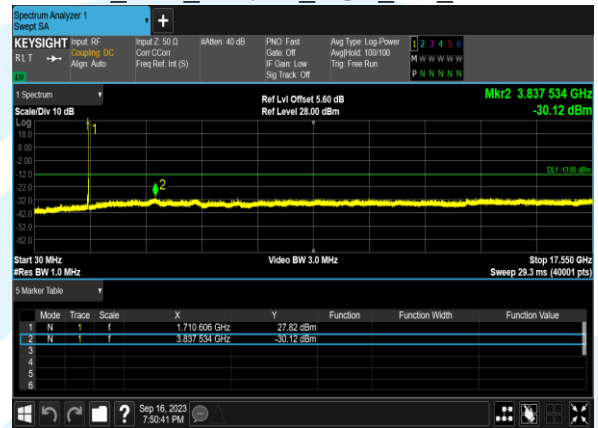 Spectrum Analyzer 1
Swept SA
KEYSIGHT Input: RF Input Z: 50 Ω #Atten: 40 dB PNO: Fast Avg Type: Log-Power 1 2 3 4 5 6
R L T Coupling: DC Corr CCorr Gate: Off Avg|Hold: 100/100 M W W W W W
Align: Auto Freq Ref: Int (S) IF Gain: Low Trig: Free Run
Sig Track: Off P N N N N N
1 Spectrum
Ref Lvl Offset 5.60 dB Mkr2 3.837 534 GHz
Scale/Div 10 dB Ref Level 28.00 dBm -30.12 dBm
Log
18.0
8.00
-2.00
-12.0
-22.0
-32.0
-42.0
-52.0
-62.0
1
2
DL1 -13.00 dBm
Start 30 MHz Video BW 3.0 MHz Stop 17.550 GHz
#Res BW 1.0 MHz Sweep 29.3 ms (40001 pts)
5 Marker Table
Mode Trace Scale X Y Function Function Width Function Value
1 N 1 f 1.710 606 GHz 27.82 dBm
2 N 1 f 3.837 534 GHz -30.12 dBm
3
4
5
6
Sep 16, 2023
7:50:41 PM